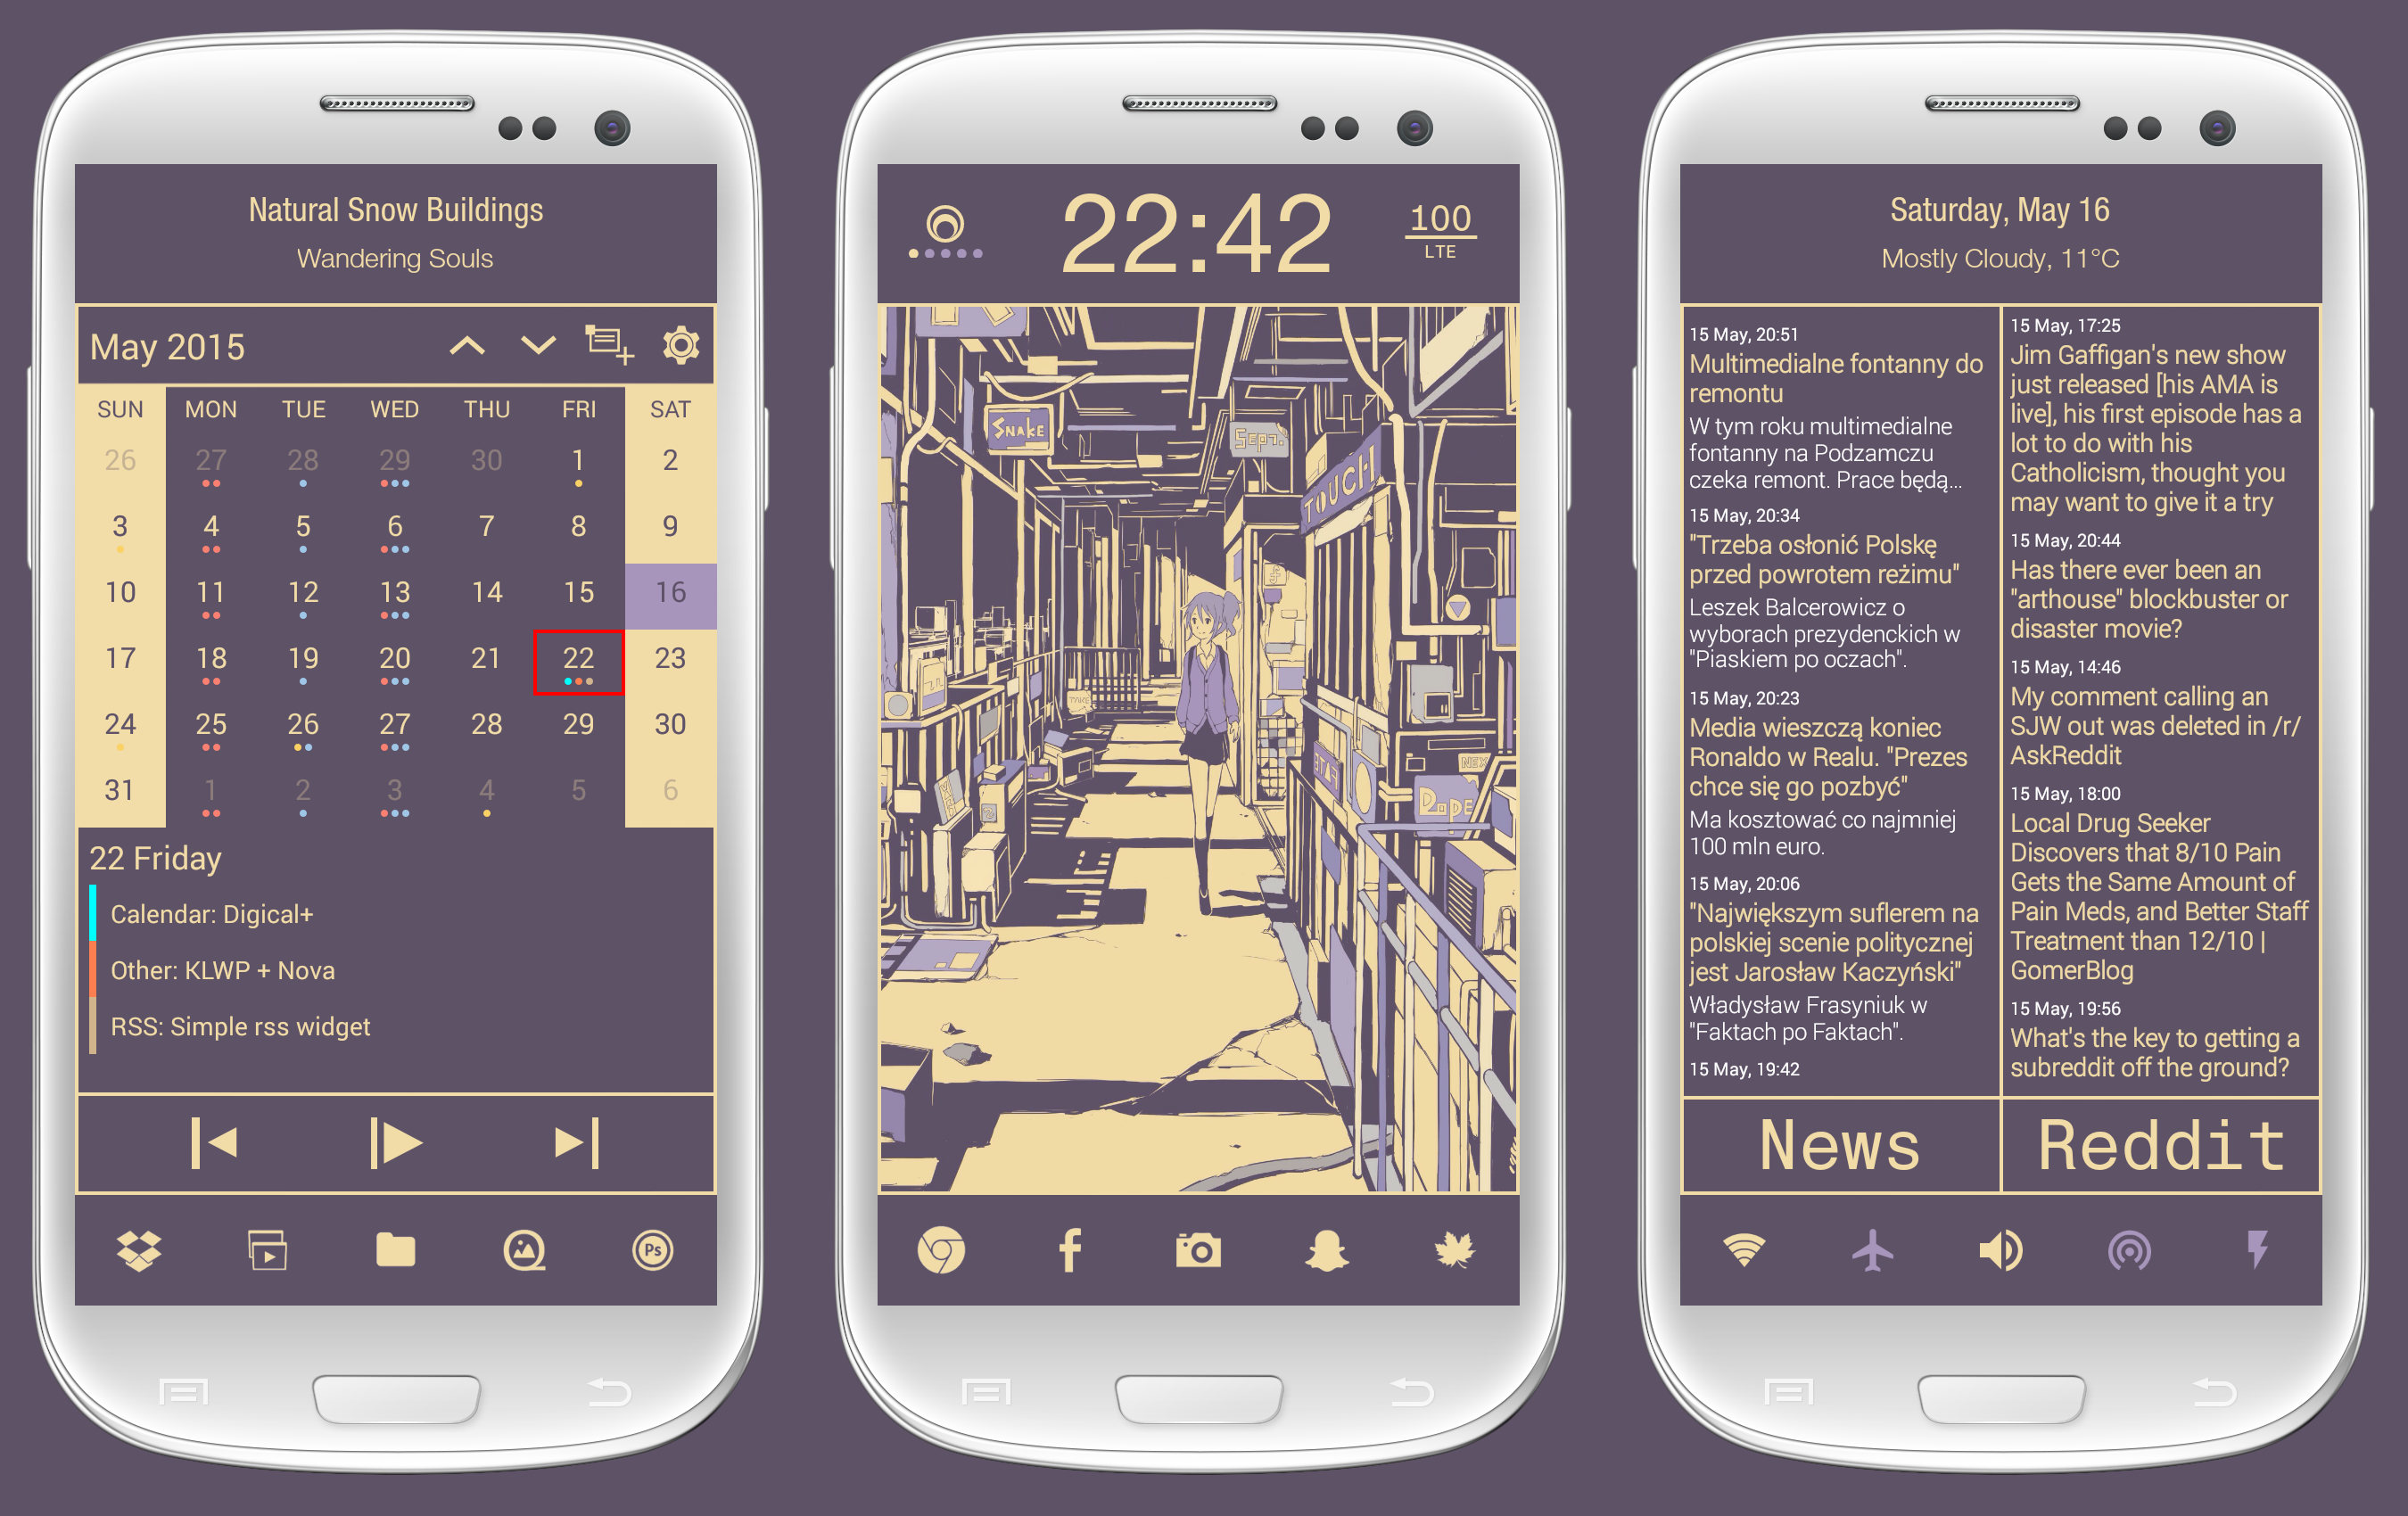 Natural Snow Buildings
Wandering Souls
May 2015
SUN MON TUE WED THU FRI SAT
26 27 28 29 30 1 2
3 4 5 6 7 8 9
10 11 12 13 14 15 16
17 18 19 20 21 22 23
24 25 26 27 28 29 30
31 1 2 3 4 5 6
22 Friday
Calendar: Digical+
Other: KLWP + Nova
RSS: Simple rss widget
Ps
22:42
100
LTE
SNAKE
Sept.
TOUCH
TAKE
NEX
Dope
Saturday, May 16
Mostly Cloudy, 11°C
15 May, 20:51
Multimedialne fontanny do
remontu
W tym roku multimedialne
fontanny na Podzamczu
czeka remont. Prace będą...
15 May, 20:34
"Trzeba osłonić Polskę
przed powrotem reżimu"
Leszek Balcerowicz o
wyborach prezydenckich w
"Piaskiem po oczach".
15 May, 20:23
Media wieszczą koniec
Ronaldo w Realu. "Prezes
chce się go pozbyć"
Ma kosztować co najmniej
100 mln euro.
15 May, 20:06
"Największym suflerem na
polskiej scenie politycznej
jest Jarosław Kaczyński"
Władysław Frasyniuk w
"Faktach po Faktach".
15 May, 19:42
News
15 May, 17:25
Jim Gaffigan's new show
just released [his AMA is
live], his first episode has a
lot to do with his
Catholicism, thought you
may want to give it a try
15 May, 20:44
Has there ever been an
"arthouse" blockbuster or
disaster movie?
15 May, 14:46
My comment calling an
SJW out was deleted in /r/
AskReddit
15 May, 18:00
Local Drug Seeker
Discovers that 8/10 Pain
Gets the Same Amount of
Pain Meds, and Better Staff
Treatment than 12/10 |
GomerBlog
15 May, 19:56
What's the key to getting a
subreddit off the ground?
Reddit